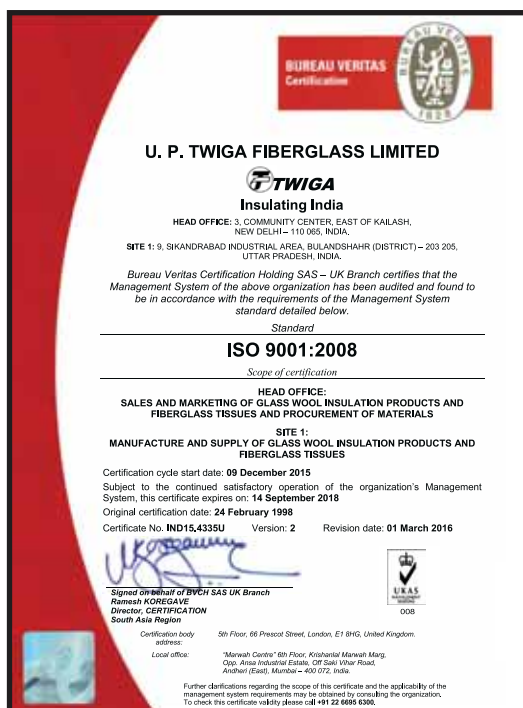 BUREAU VERITAS
Certification
BUREAU VERITAS
1828
U. P. TWIGA FIBERGLASS LIMITED
TWIGA
Insulating India
HEAD OFFICE: 3, COMMUNITY CENTER, EAST OF KAILASH,
NEW DELHI – 110 065, INDIA.
SITE 1: 9, SIKANDRABAD INDUSTRIAL AREA, BULANDSHAHR (DISTRICT) – 203 205,
UTTAR PRADESH, INDIA.
Bureau Veritas Certification Holding SAS – UK Branch certifies that the
Management System of the above organization has been audited and found to
be in accordance with the requirements of the Management System
standard detailed below.
Standard
ISO 9001:2008
Scope of certification
HEAD OFFICE:
SALES AND MARKETING OF GLASS WOOL INSULATION PRODUCTS AND
FIBERGLASS TISSUES AND PROCUREMENT OF MATERIALS
SITE 1:
MANUFACTURE AND SUPPLY OF GLASS WOOL INSULATION PRODUCTS AND
FIBERGLASS TISSUES
Certification cycle start date: 09 December 2015
Subject to the continued satisfactory operation of the organization's Management
System, this certificate expires on: 14 September 2018
Original certification date: 24 February 1998
Certificate No. IND15.4335U Version: 2 Revision date: 01 March 2016
Signed on behalf of BVCH SAS UK Branch
Ramesh KOREGAVE
Director, CERTIFICATION
South Asia Region
UKAS
MANAGEMENT
SYSTEMS
008
Certification body
address:
5th Floor, 66 Prescot Street, London, E1 8HG, United Kingdom.
Local office:
"Marwah Centre" 6th Floor, Krishanlal Marwah Marg,
Opp. Ansa Industrial Estate, Off Saki Vihar Road,
Andheri (East), Mumbai – 400 072, India.
Further clarifications regarding the scope of this certificate and the applicability of the
management system requirements may be obtained by consulting the organization.
To check this certificate validity please call +91 22 6695 6300.